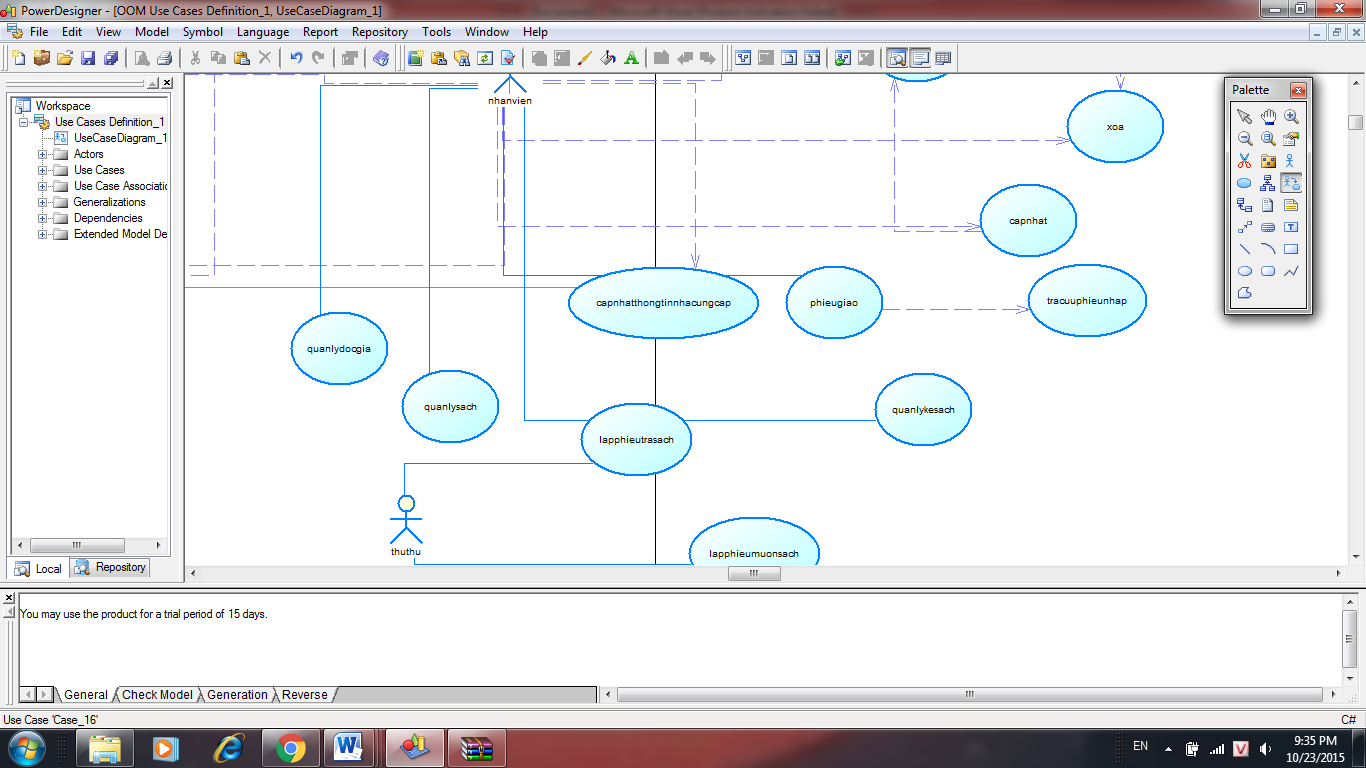 PowerDesigner - [OOM Use Cases Definition_1, UseCaseDiagram_1]
File Edit View Model Symbol Language Report Repository Tools Window Help
Workspace
Use Cases Definition_1
UseCaseDiagram_1
Actors
Use Cases
Use Case Associatio
Generalizations
Dependencies
Extended Model De
Local Repository
nhanvien
xoa
capnhat
capnhatthongtinnhacungcap
phieugiao
tracuuphieunhap
quanlydocgia
quanlysach
quanlykesach
lapphieutrasach
thuthu
lapphieumuonsach
Palette
You may use the product for a trial period of 15 days.
General Check Model Generation Reverse
Use Case 'Case_16'
C#
EN
9:35 PM
10/23/2015